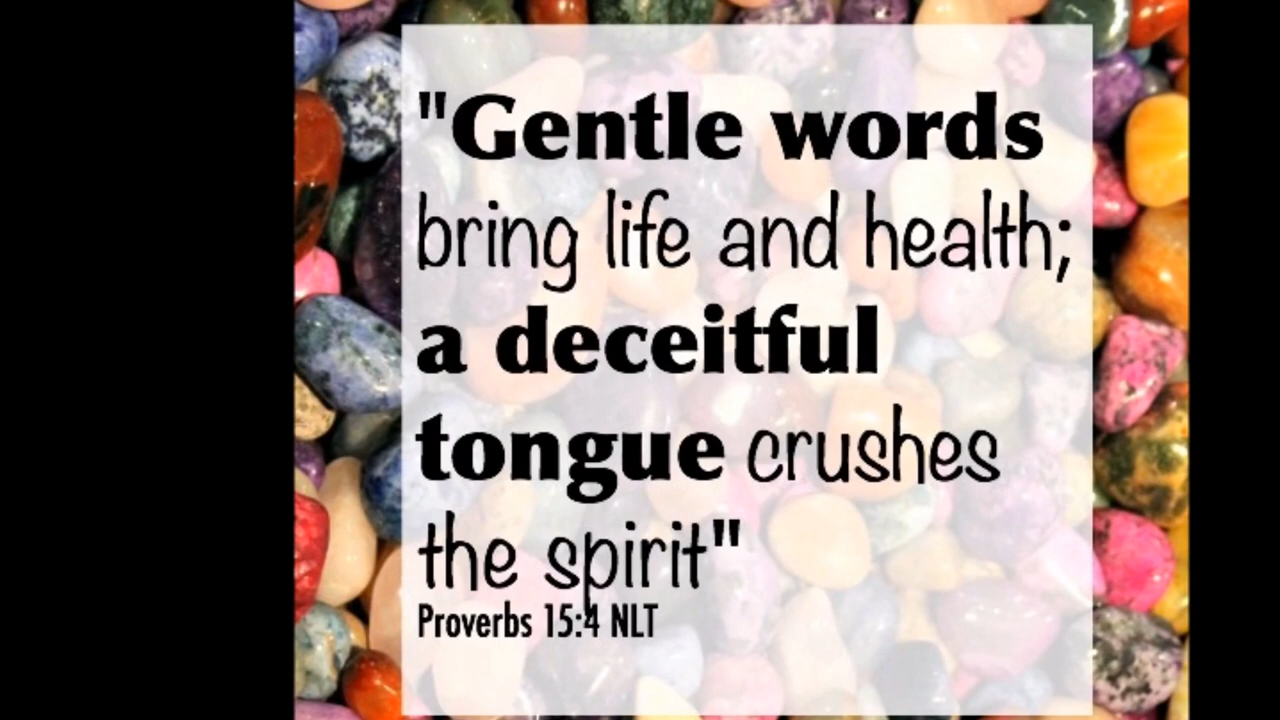 "Gentle words
bring life and health;
a deceitful
tongue crushes
the spirit"
Proverbs 15:4 NLT